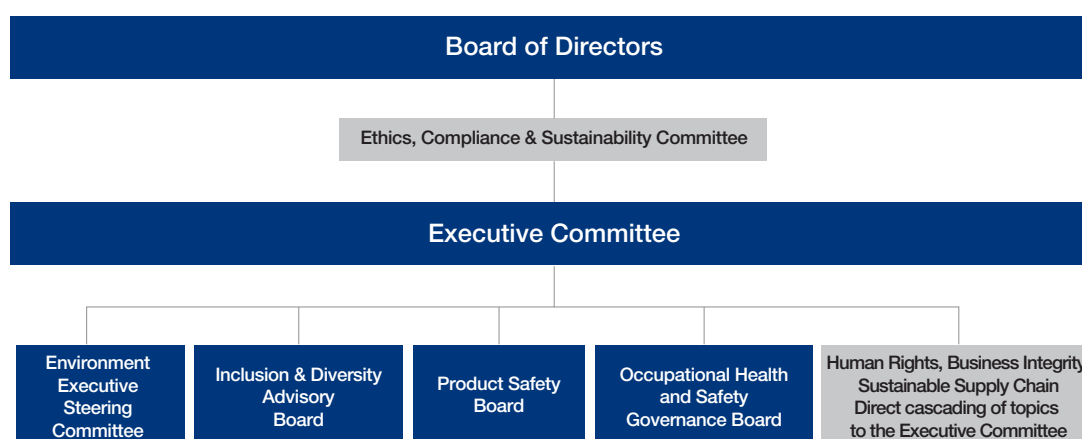 Board of Directors
Ethics, Compliance & Sustainability Committee
Executive Committee
Environment
Executive
Steering
Committee
Inclusion & Diversity
Advisory
Board
Product Safety
Board
Occupational Health
and Safety
Governance Board
Human Rights, Business Integrity
Sustainable Supply Chain
Direct cascading of topics
to the Executive Committee